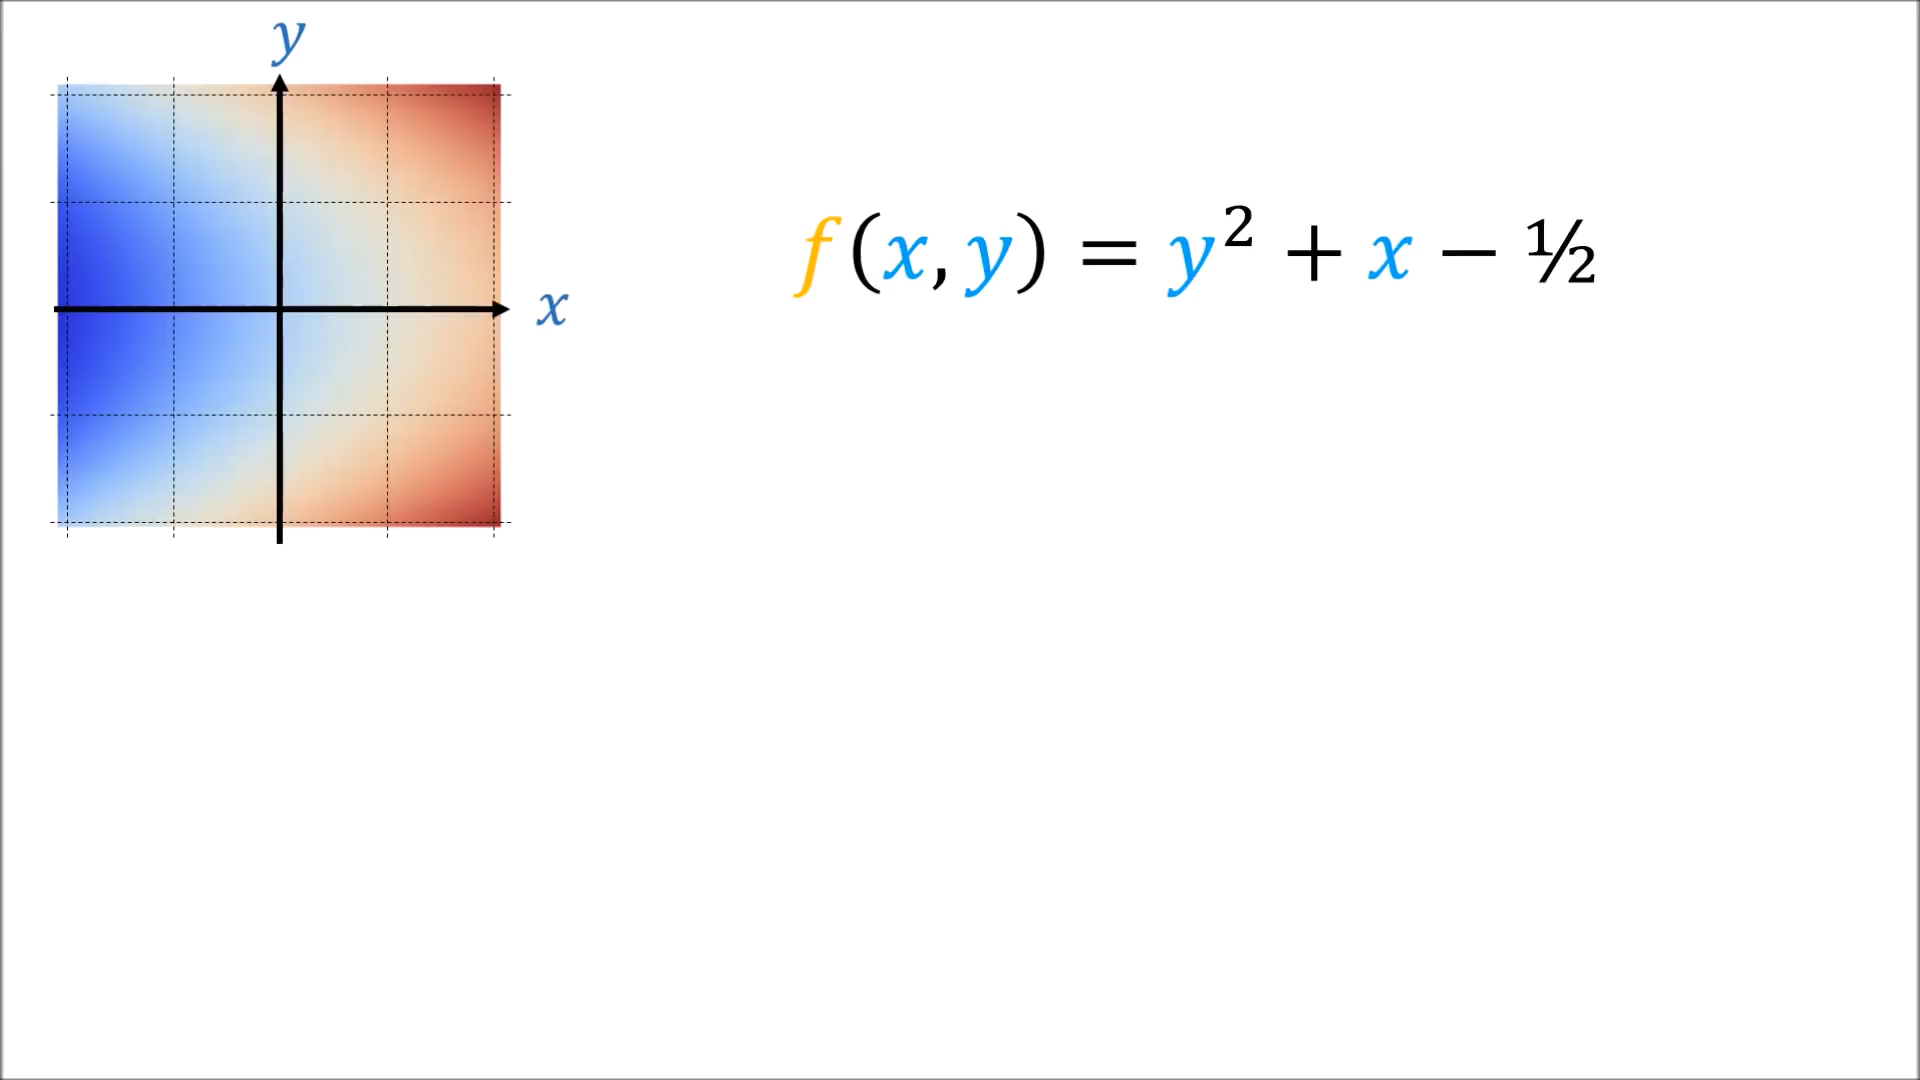 y
f(x, y) = y² + x − ½
x